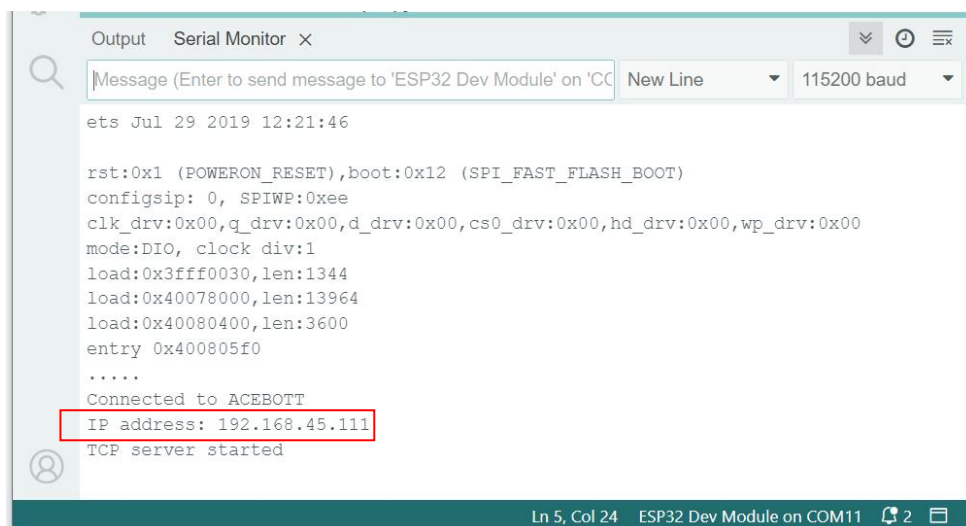 Output Serial Monitor ×
Message (Enter to send message to 'ESP32 Dev Module' on 'CO New Line 115200 baud
ets Jul 29 2019 12:21:46
rst:0x1 (POWERON_RESET),boot:0x12 (SPI_FAST_FLASH_BOOT)
configsip: 0, SPIWP:0xee
clk_drv:0x00,q_drv:0x00,d_drv:0x00,cs0_drv:0x00,hd_drv:0x00,wp_drv:0x00
mode:DIO, clock div:1
load:0x3fff0030,len:1344
load:0x40078000,len:13964
load:0x40080400,len:3600
entry 0x400805f0
.....
Connected to ACEBOTT
IP address: 192.168.45.111
TCP server started
Ln 5, Col 24 ESP32 Dev Module on COM11 2